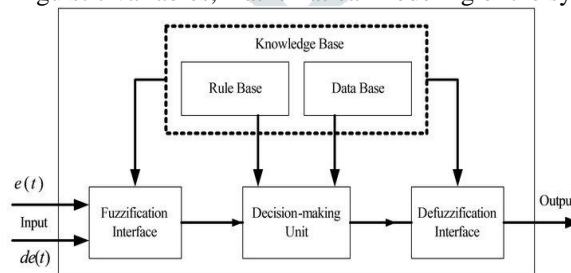 Knowledge Base
Rule Base
Data Base
e(t)
Input
de(t)
Fuzzification
Interface
Decision-making
Unit
Defuzzification
Interface
Output